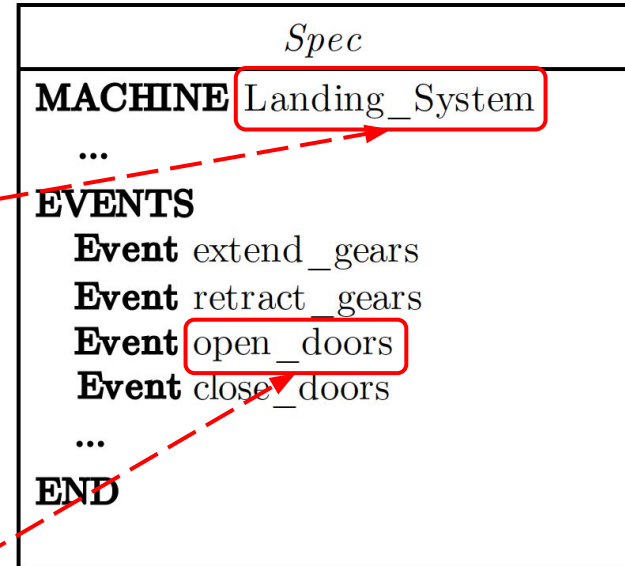 Spec
MACHINE Landing_System
...
EVENTS
Event extend_gears
Event retract_gears
Event open_doors
Event close_doors
...
END